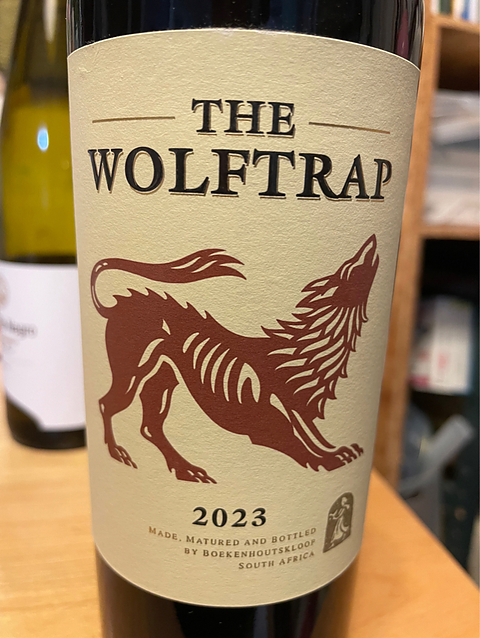 THE
WOLFTRAP
2023
MADE, MATURED AND BOTTLED
BY BOEKENHOUTSKLOOF
SOUTH AFRICA